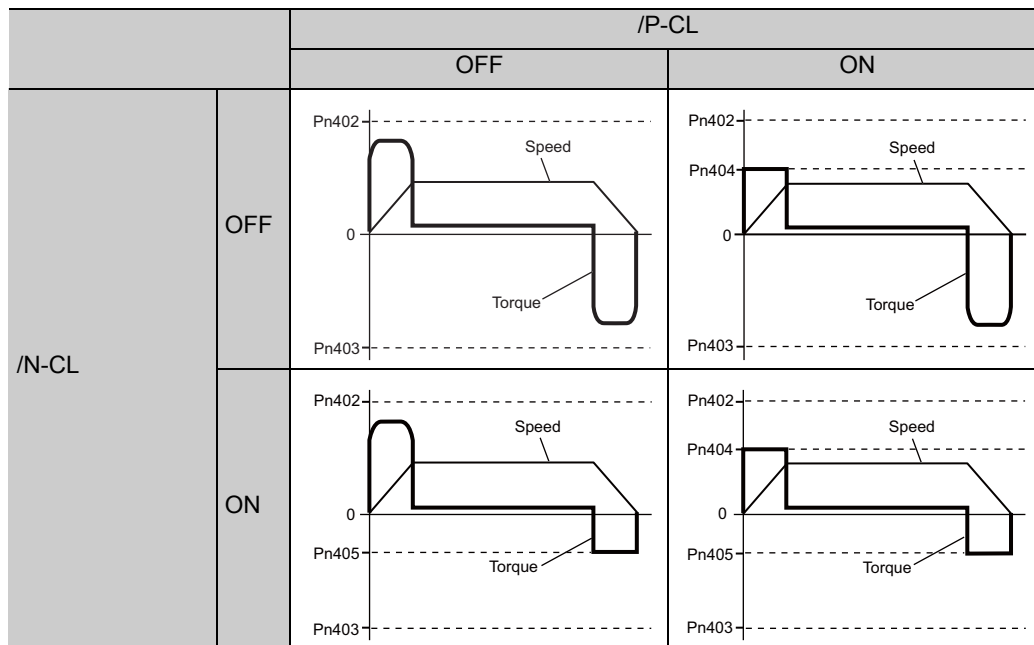 /P-CL
OFF
ON
/N-CL
OFF
Pn402
Speed
0
Torque
Pn403
Pn402
Speed
Pn404
0
Torque
Pn403
ON
Pn402
Speed
0
Pn405
Torque
Pn403
Pn402
Speed
Pn404
0
Pn405
Torque
Pn403